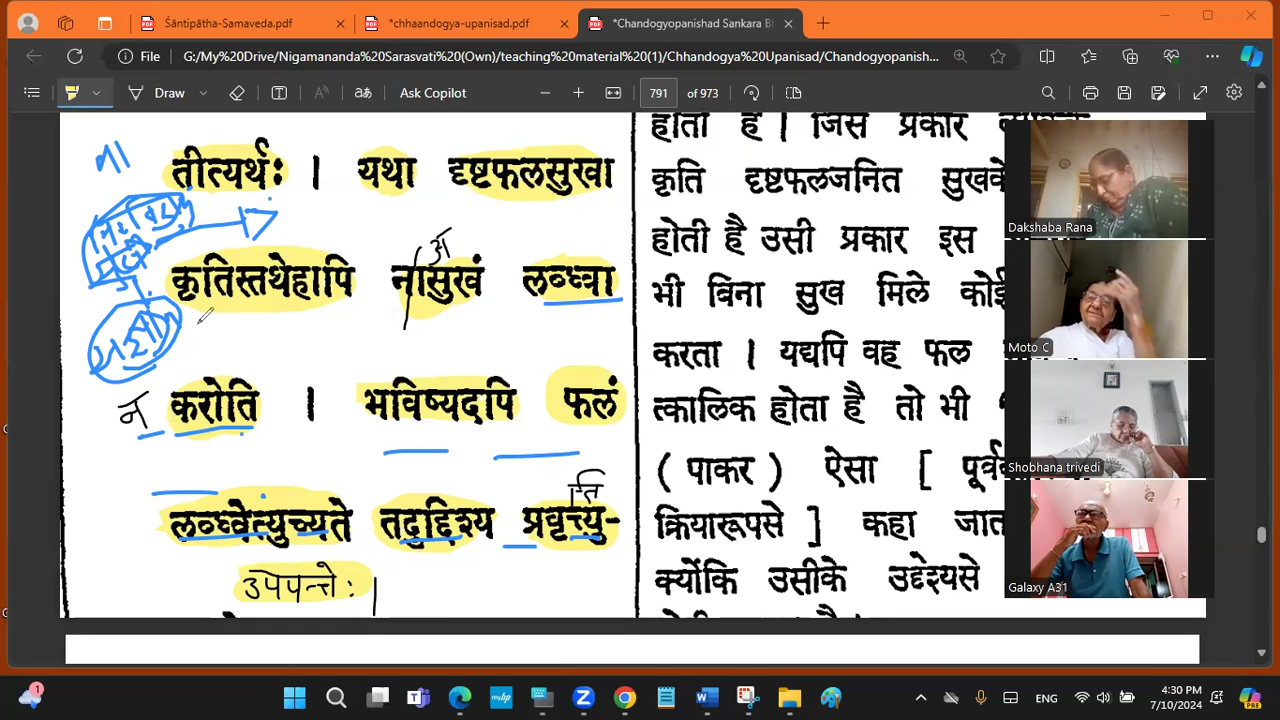 Śāntipātha-Samaveda.pdf
*chhaandogya-upanisad.pdf
*Chandogyopanishad Sankara Bh
File
G:/My%20Drive/Nigamananda%20Sarasvati%20(Own)/teaching%20material%20(1)/Chhandogya%20Upanisad/Chandogyopanish...
Draw
Ask Copilot
791 of 973
तीत्यर्थः । यथा दृष्टफलसुखा
कृतिस्तथेहापि नासुखं लब्ध्वा
अ
न करोति । भविष्यदपि फलं
लब्ध्वेत्युच्यते तदुद्दिश्य प्रवृत्त्यु-
त्ति
उपपन्त्तेः ।
होता है । जिस प्रकार
कृति दृष्टफलजनित सुखके
होती है उसी प्रकार इस
भी बिना सुख मिले कोई
करता । यद्यपि वह फल
त्कालिक होता है तो भी
( पाकर ) ऐसा [ पूर्व
क्रियारूपसे ] कहा जात
क्योंकि उसीके उद्देश्यसे
Dakshaba Rana
Moto C
Shobhana trivedi
Galaxy A31
1
ENG
4:30 PM
7/10/2024